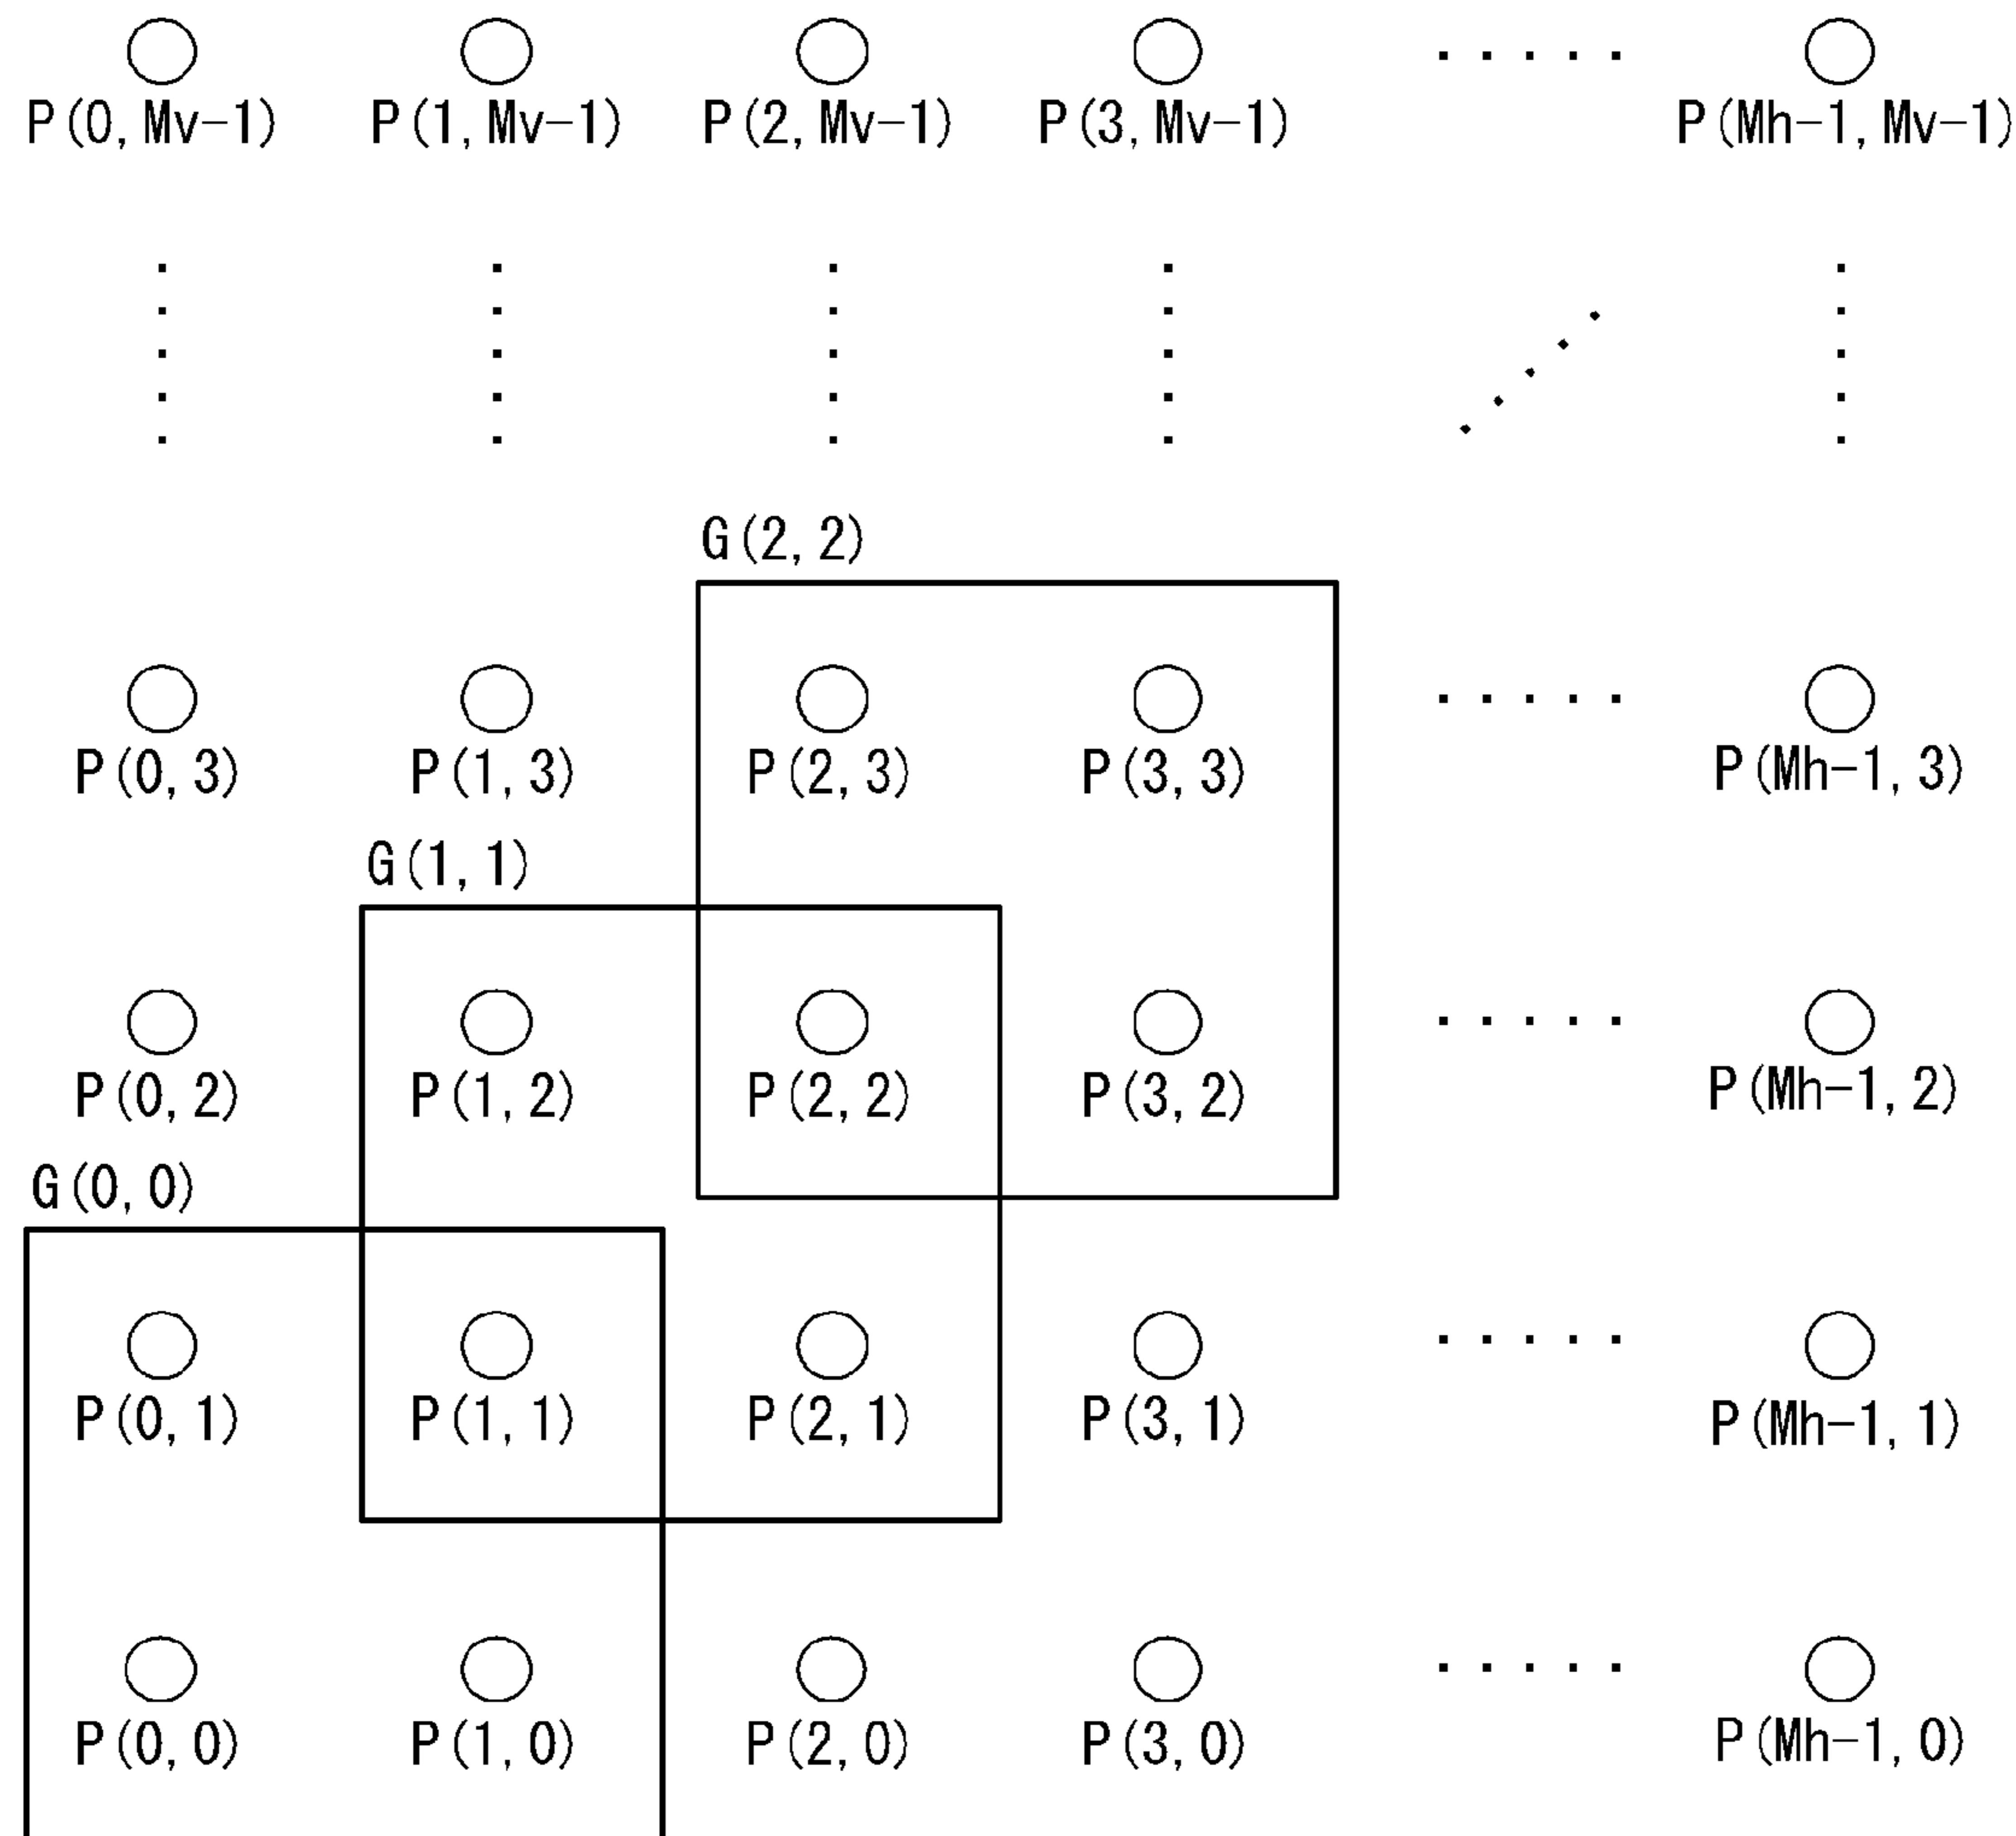 P(0,Mv-1) P(1,Mv-1) P(2,Mv-1) P(3,Mv-1) P(Mh-1,Mv-1)
G(2,2)
P(0,3) P(1,3) P(2,3) P(3,3) P(Mh-1,3)
G(1,1)
P(0,2) P(1,2) P(2,2) P(3,2) P(Mh-1,2)
G(0,0)
P(0,1) P(1,1) P(2,1) P(3,1) P(Mh-1,1)
P(0,0) P(1,0) P(2,0) P(3,0) P(Mh-1,0)